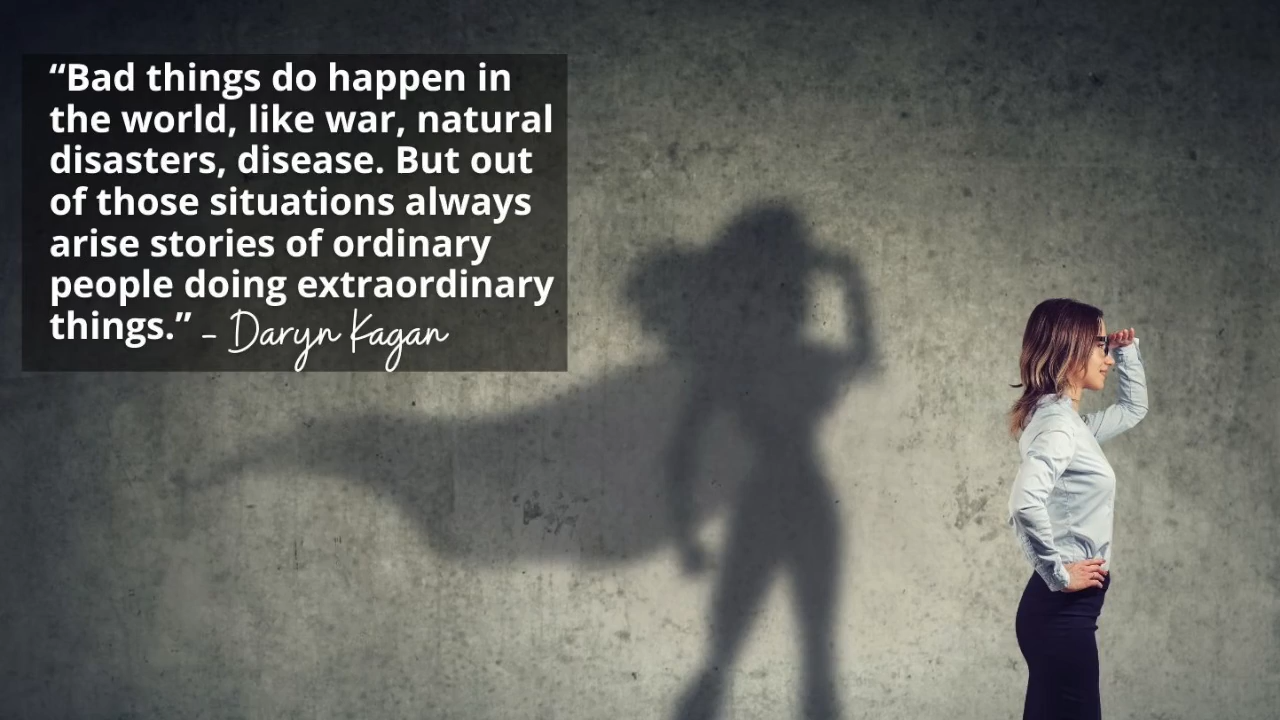 “Bad things do happen in
the world, like war, natural
disasters, disease. But out
of those situations always
arise stories of ordinary
people doing extraordinary
things.” – Daryn Kagan